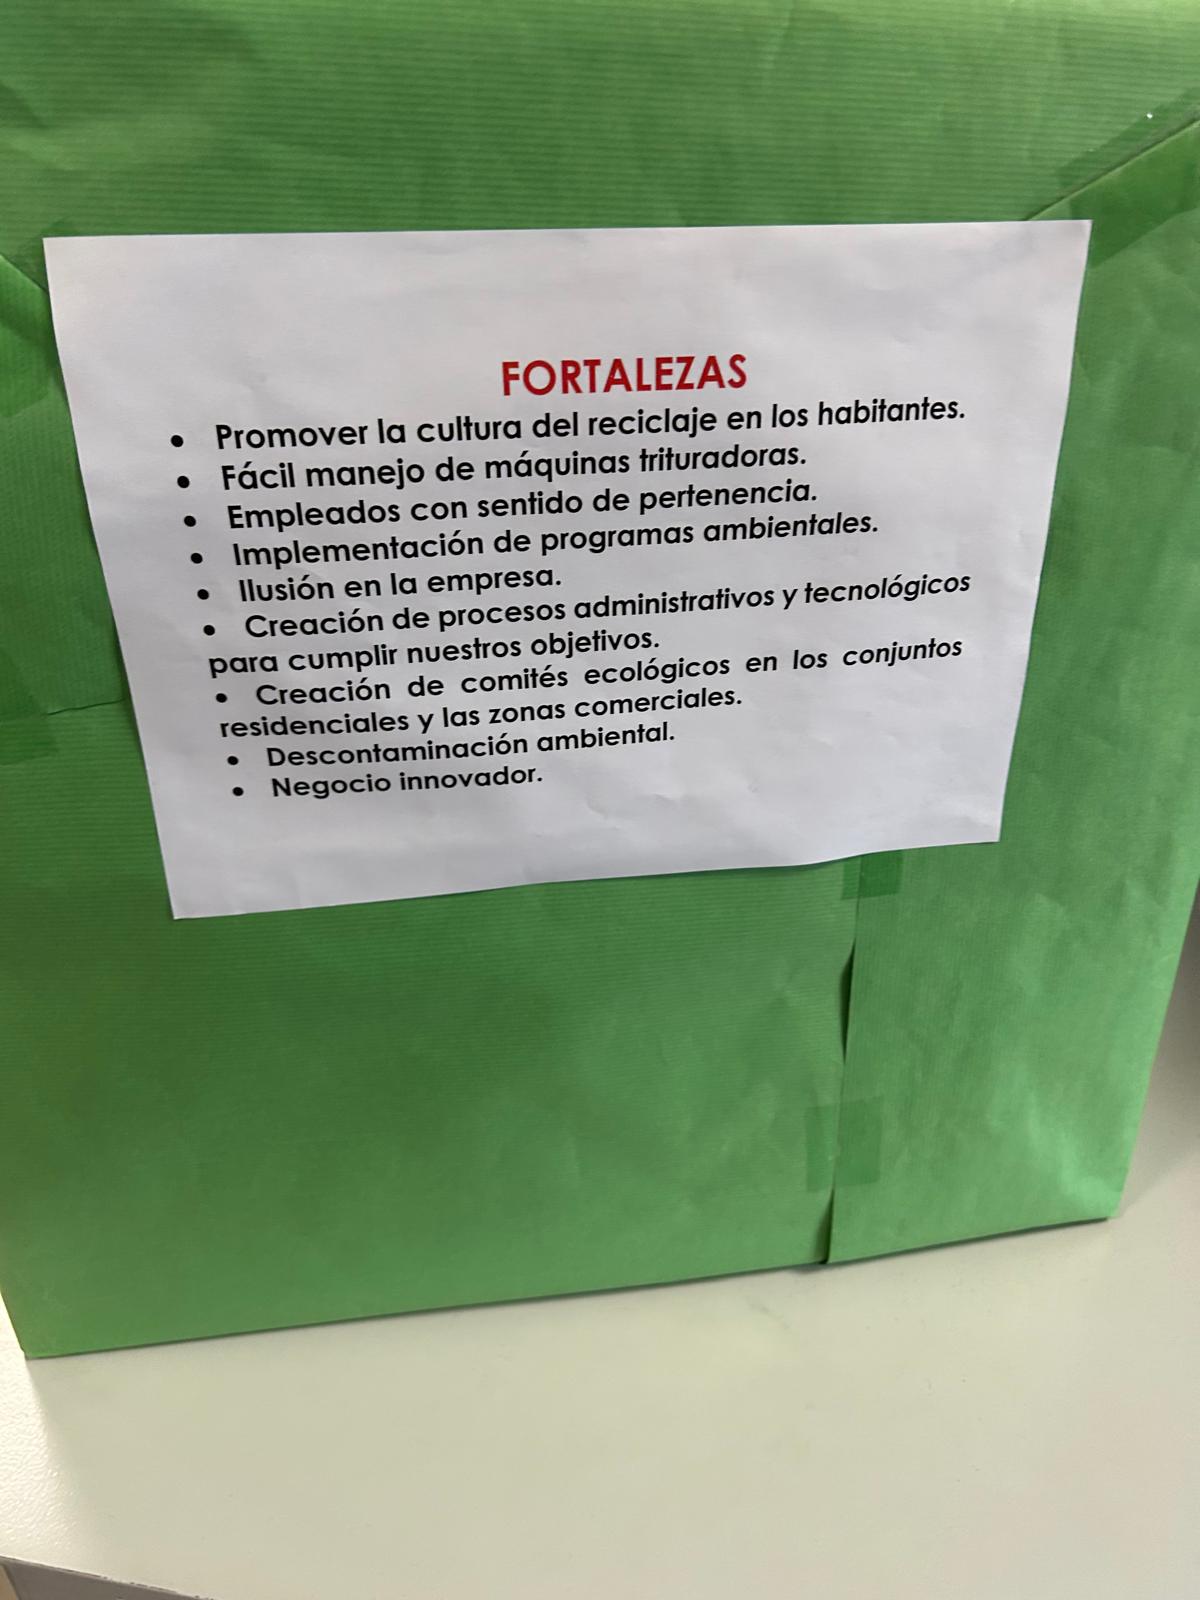 FORTALEZAS
• Promover la cultura del reciclaje en los habitantes.
• Fácil manejo de máquinas trituradoras.
• Empleados con sentido de pertenencia.
• Implementación de programas ambientales.
• Ilusión en la empresa.
• Creación de procesos administrativos y tecnológicos
para cumplir nuestros objetivos.
• Creación de comités ecológicos en los conjuntos
residenciales y las zonas comerciales.
• Descontaminación ambiental.
• Negocio innovador.